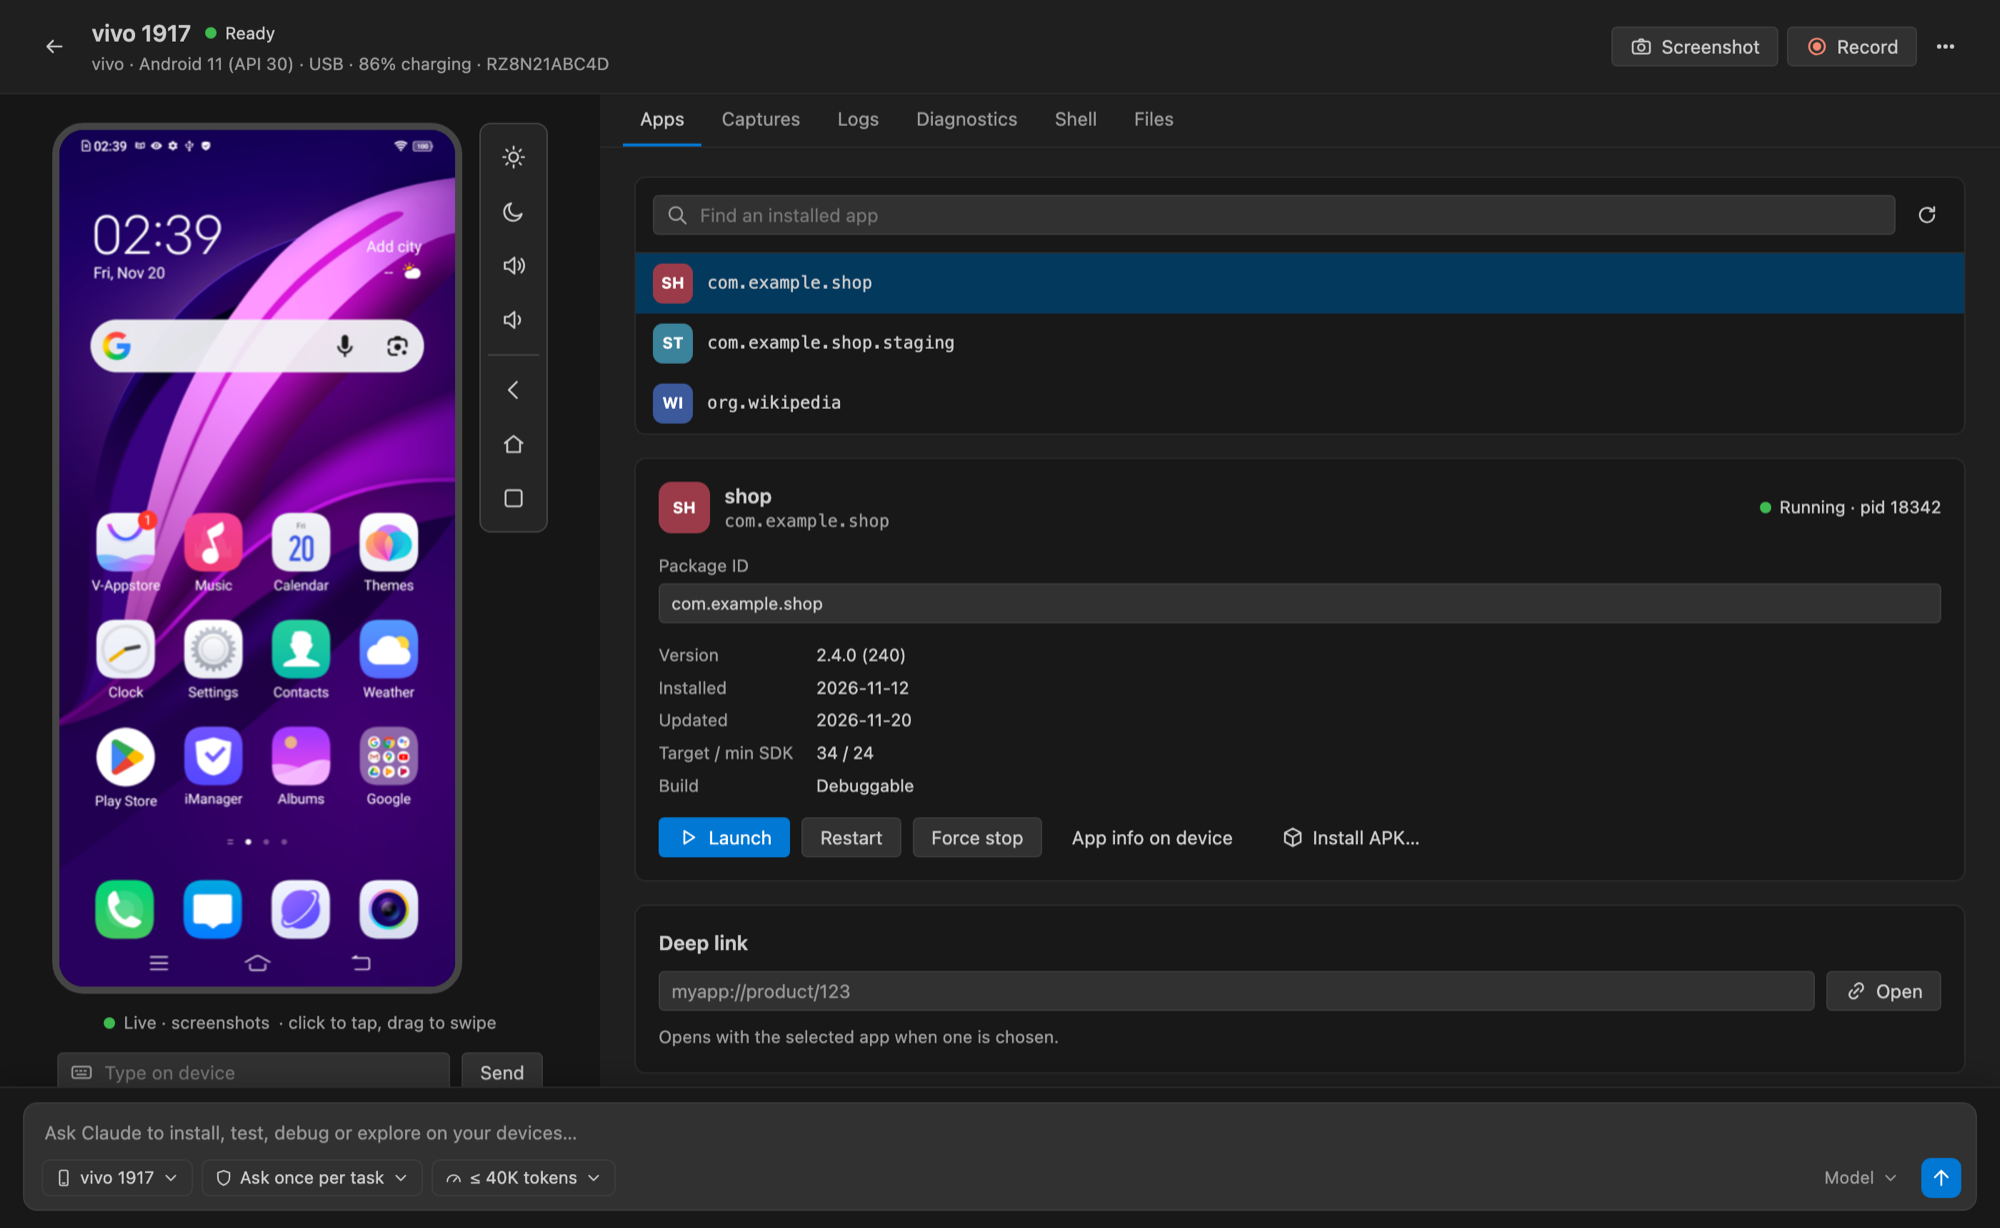 vivo 1917 Ready
vivo · Android 11 (API 30) · USB · 86% charging · RZ8N21ABC4D
Screenshot
Record
02:39
100
02:39
Fri, Nov 20
Add city
--
1
V-Appstore
Music
Fri
20
Calendar
Themes
Clock
Settings
Contacts
Weather
Play Store
iManager
Albums
Google
Live · screenshots · click to tap, drag to swipe
Type on device
Send
Apps
Captures
Logs
Diagnostics
Shell
Files
Find an installed app
SH com.example.shop
ST com.example.shop.staging
WI org.wikipedia
SH
shop
com.example.shop
Running · pid 18342
Package ID
com.example.shop
Version 2.4.0 (240)
Installed 2026-11-12
Updated 2026-11-20
Target / min SDK 34 / 24
Build Debuggable
Launch
Restart
Force stop
App info on device
Install APK...
Deep link
myapp://product/123
Open
Opens with the selected app when one is chosen.
Ask Claude to install, test, debug or explore on your devices...
vivo 1917
Ask once per task
≤ 40K tokens
Model